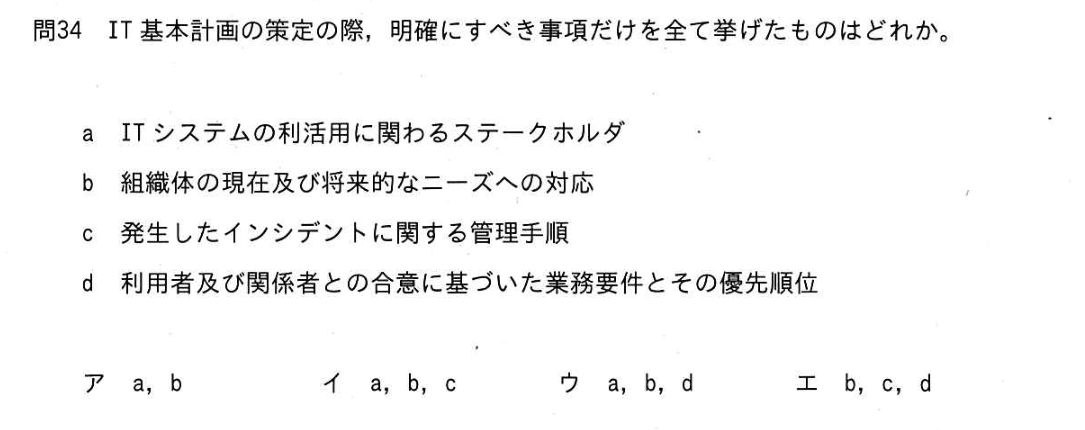 問34 IT 基本計画の策定の際，明確にすべき事項だけを全て挙げたものはどれか。
a IT システムの利活用に関わるステークホルダ
b 組織体の現在及び将来的なニーズへの対応
c 発生したインシデントに関する管理手順
d 利用者及び関係者との合意に基づいた業務要件とその優先順位
ア a，b イ a，b，c ウ a，b，d エ b，c，d